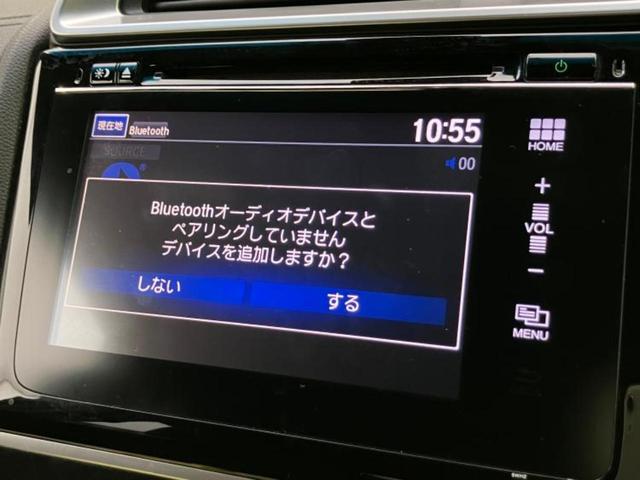 現在地
Bluetooth
10:55
SOURCE
00
HOME
Bluetoothオーディオデバイスと
ペアリングしていません
デバイスを追加しますか？
しない
する
+
VOL
−
MENU